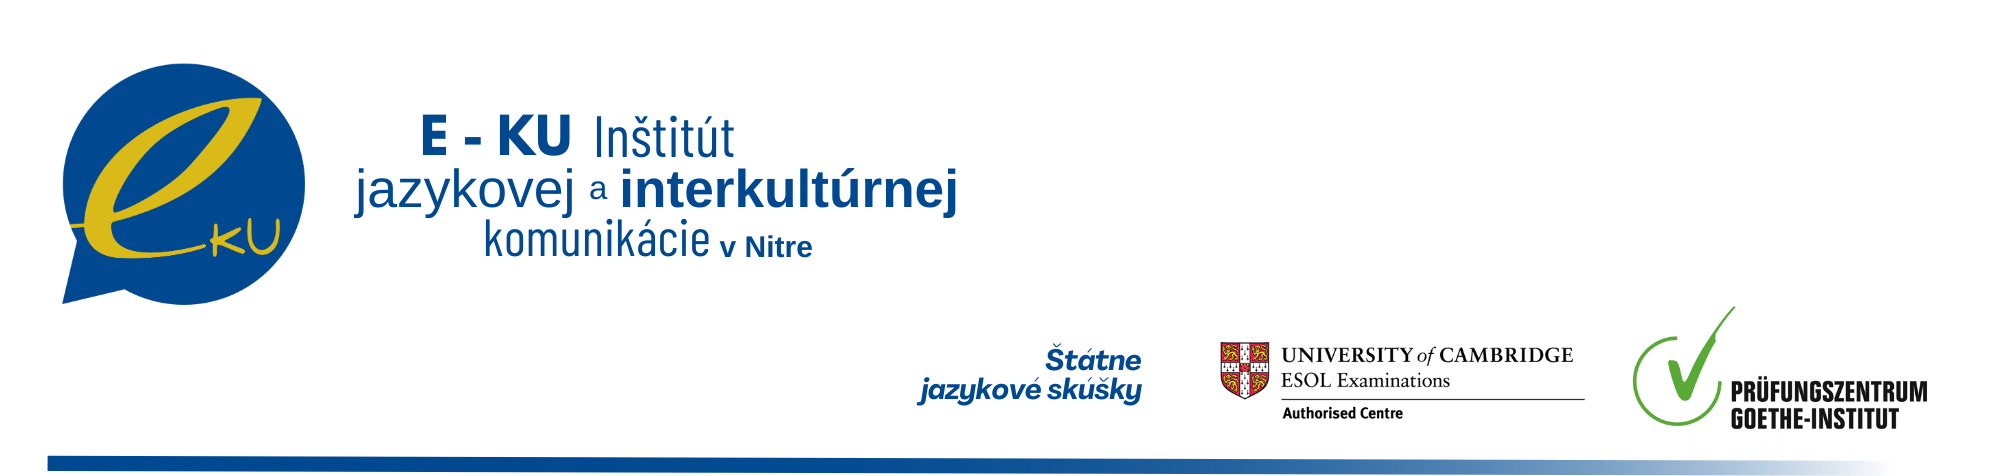 e KU
E - KU Inštitút
jazykovej a interkultúrnej
komunikácie v Nitre
Štátne
jazykové skúšky
UNIVERSITY of CAMBRIDGE
ESOL Examinations
Authorised Centre
PRÜFUNGSZENTRUM
GOETHE-INSTITUT